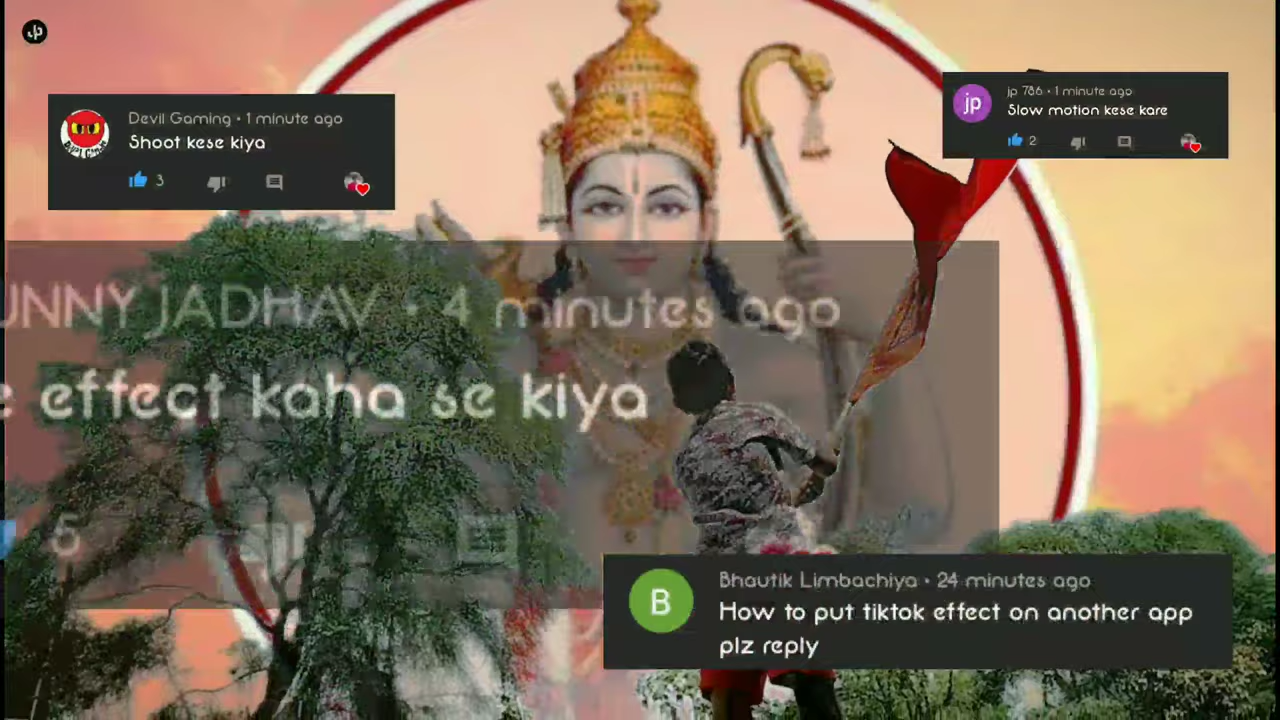 Devil Gaming • 1 minute ago
Shoot kese kiya
3
jp 786 • 1 minute ago
jp
Slow motion kese kare
2
UNNY JADHAV • 4 minutes ago
effect kaha se kiya
5
B
Bhautik Limbachiya • 24 minutes ago
How to put tiktok effect on another app
plz reply